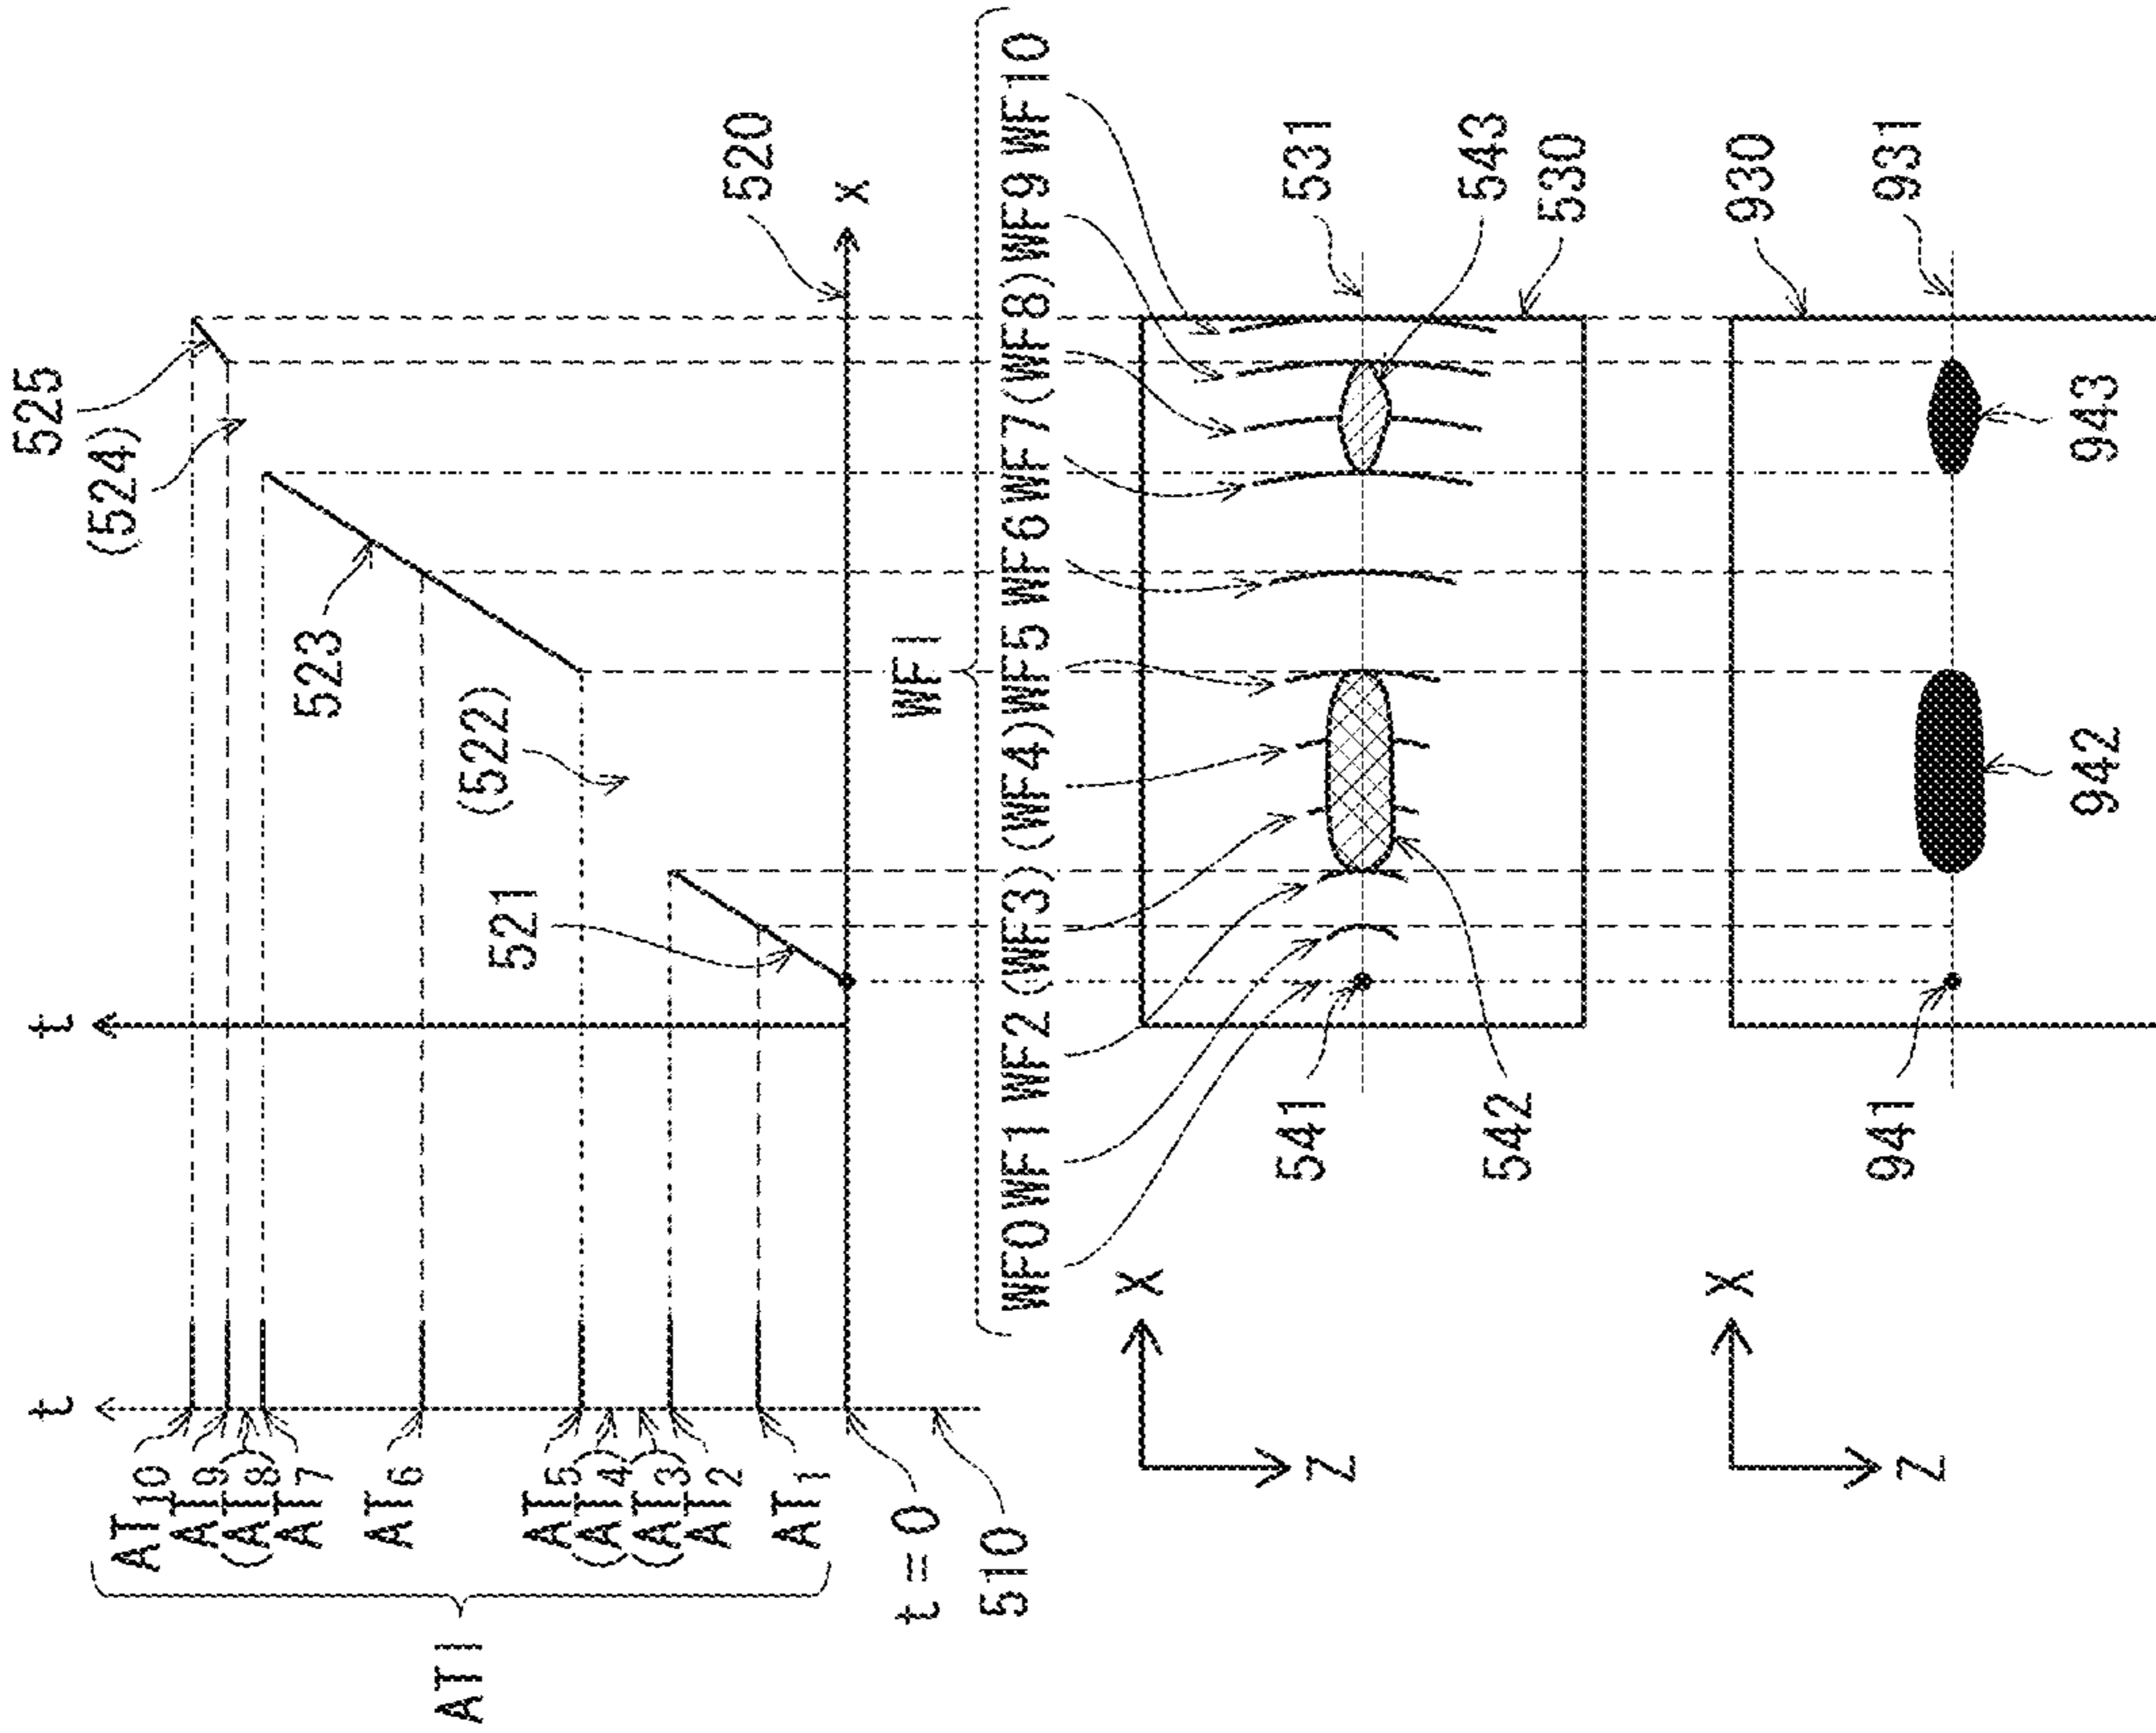 525
(524)
523
(522)
521
520
t
t
x
AT10
AT9
(AT8)
AT7
AT6
AT5
(AT4)
(AT3)
AT2
AT1
ATI
t=0
510
WFI
WF0 WF1 WF2 (WF3) (WF4) WF5 WF6 WF7 (WF8) WF9 WF10
X
Z
531
543
530
541
542
X
Z
930
931
941
942
943